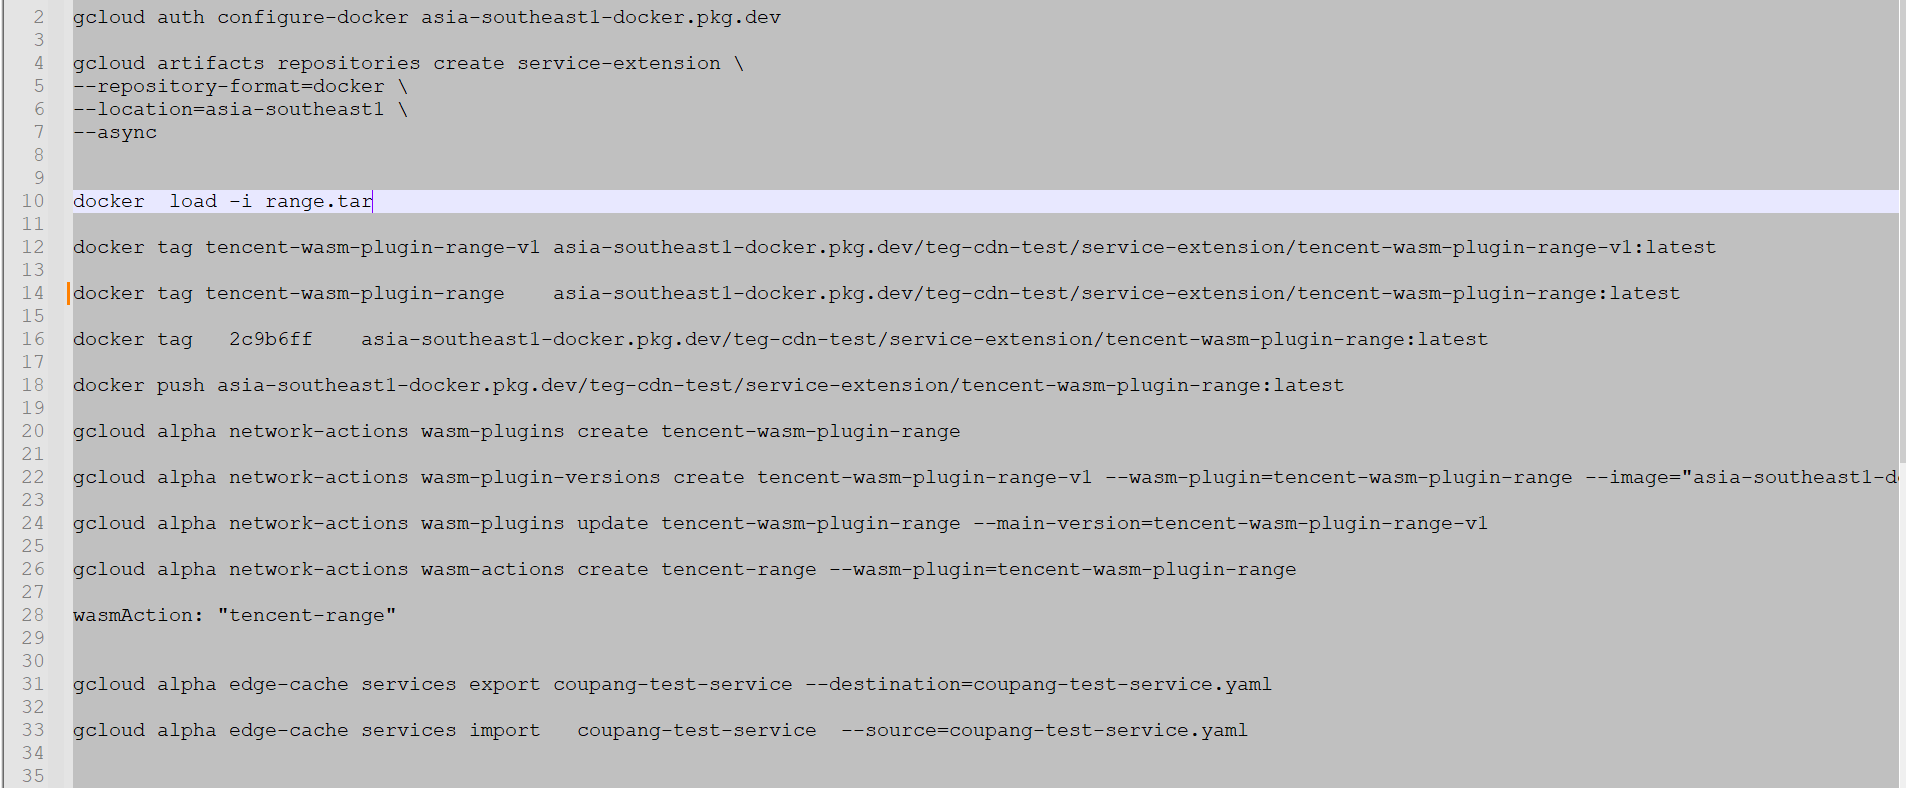 2 gcloud auth configure-docker asia-southeast1-docker.pkg.dev
3
4 gcloud artifacts repositories create service-extension \
5 --repository-format=docker \
6 --location=asia-southeast1 \
7 --async
8
9
10 docker  load -i range.tar
11
12 docker tag tencent-wasm-plugin-range-v1 asia-southeast1-docker.pkg.dev/teg-cdn-test/service-extension/tencent-wasm-plugin-range-v1:latest
13
14 docker tag tencent-wasm-plugin-range    asia-southeast1-docker.pkg.dev/teg-cdn-test/service-extension/tencent-wasm-plugin-range:latest
15
16 docker tag   2c9b6ff    asia-southeast1-docker.pkg.dev/teg-cdn-test/service-extension/tencent-wasm-plugin-range:latest
17
18 docker push asia-southeast1-docker.pkg.dev/teg-cdn-test/service-extension/tencent-wasm-plugin-range:latest
19
20 gcloud alpha network-actions wasm-plugins create tencent-wasm-plugin-range
21
22 gcloud alpha network-actions wasm-plugin-versions create tencent-wasm-plugin-range-v1 --wasm-plugin=tencent-wasm-plugin-range --image="asia-southeast1-d
23
24 gcloud alpha network-actions wasm-plugins update tencent-wasm-plugin-range --main-version=tencent-wasm-plugin-range-v1
25
26 gcloud alpha network-actions wasm-actions create tencent-range --wasm-plugin=tencent-wasm-plugin-range
27
28 wasmAction: "tencent-range"
29
30
31 gcloud alpha edge-cache services export coupang-test-service --destination=coupang-test-service.yaml
32
33 gcloud alpha edge-cache services import   coupang-test-service  --source=coupang-test-service.yaml
34
35